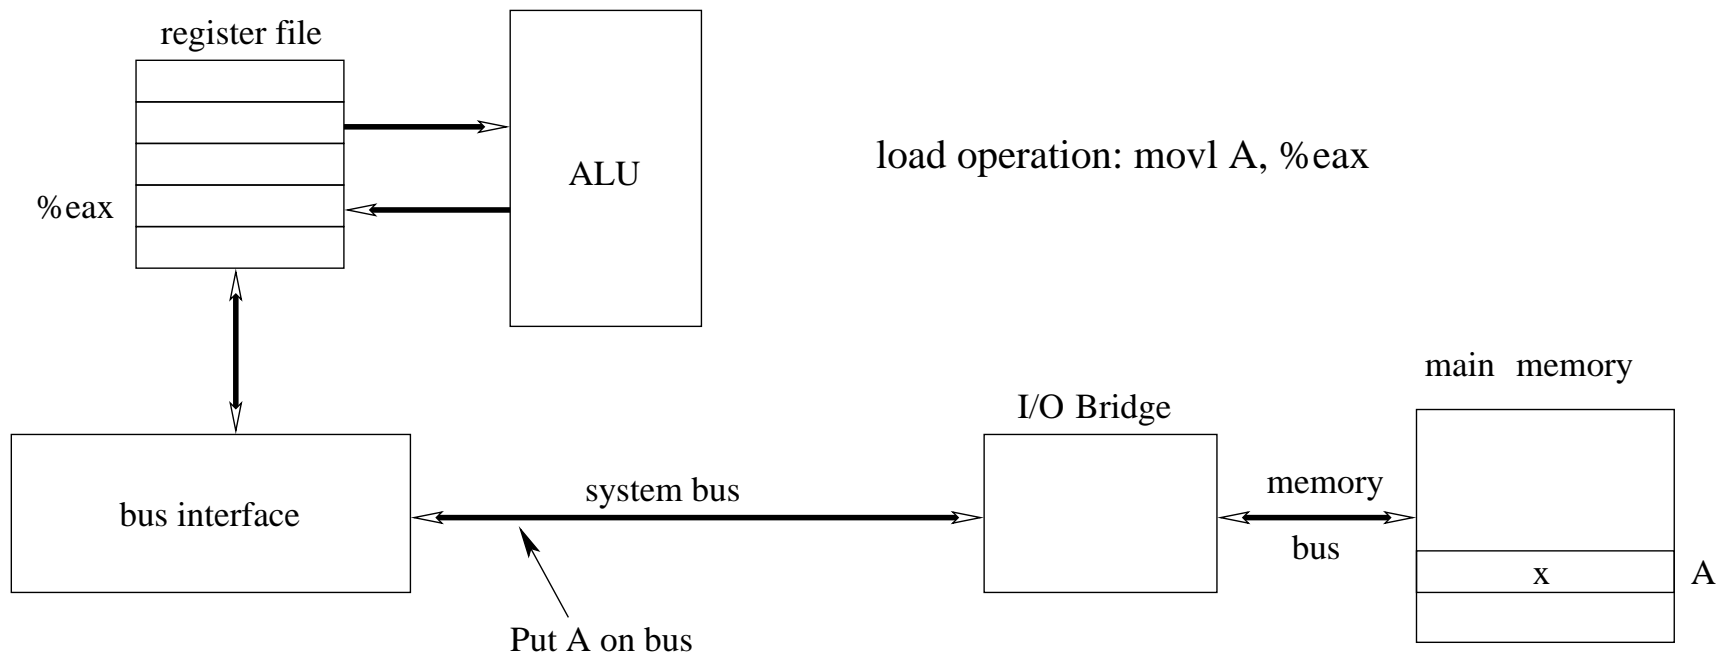 register file
%eax
ALU
load operation: movl A, %eax
main memory
I/O Bridge
bus interface
system bus
memory
bus
x
A
Put A on bus